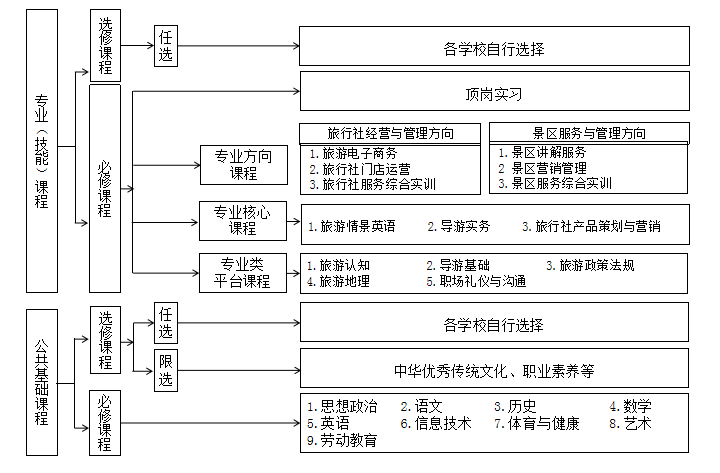 专业（技能）课程
选修课程
任选
各学校自行选择
必修课程
顶岗实习
专业方向
课程
旅行社经营与管理方向
1. 旅游电子商务
2. 旅行社门店运营
3. 旅行社服务综合实训
景区服务与管理方向
1. 景区讲解服务
2 景区营销管理
3. 景区服务综合实训
专业核心
课程
1. 旅游情景英语 2. 导游实务 3. 旅行社产品策划与营销
专业类
平台课程
1. 旅游认知 2. 导游基础 3. 旅游政策法规
4. 旅游地理 5. 职场礼仪与沟通
公共基础课程
选修课程
任选
各学校自行选择
限选
中华优秀传统文化、职业素养等
必修课程
1. 思想政治 2. 语文 3. 历史 4. 数学
5. 英语 6. 信息技术 7. 体育与健康 8. 艺术
9. 劳动教育